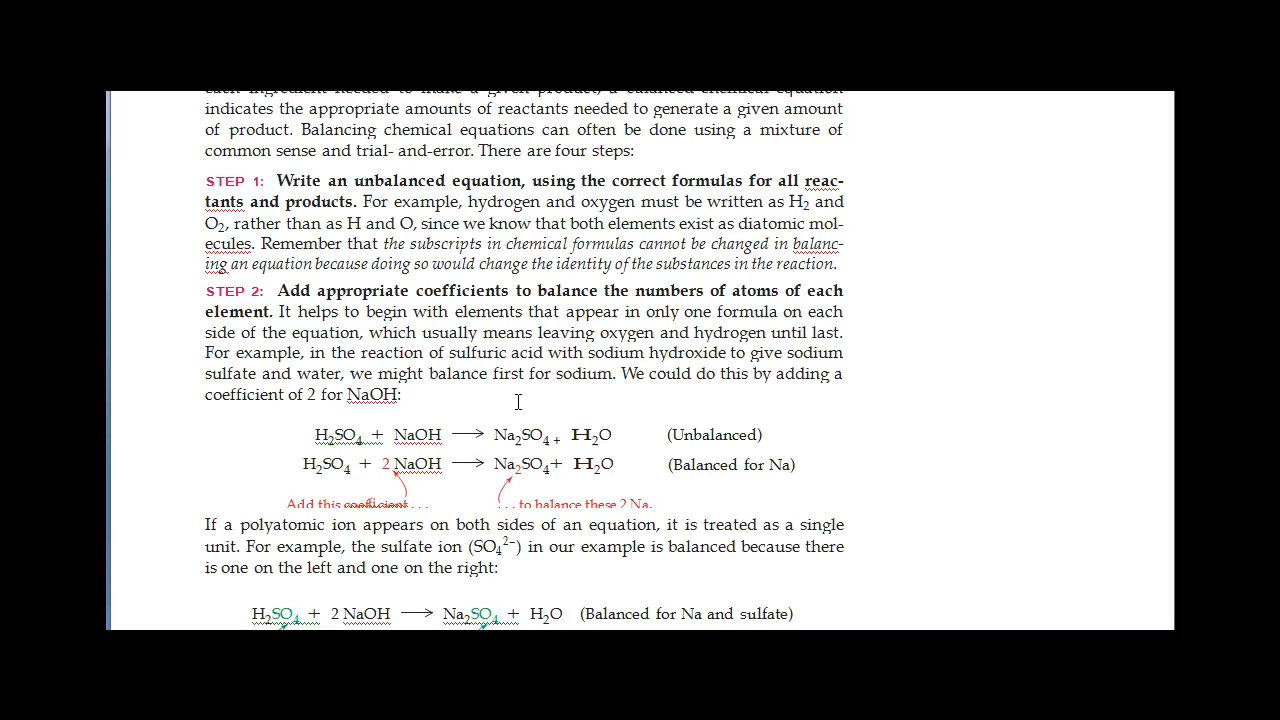 each ingredient needed to make a given product, a balanced chemical equation
indicates the appropriate amounts of reactants needed to generate a given amount
of product. Balancing chemical equations can often be done using a mixture of
common sense and trial- and-error. There are four steps:
STEP 1: Write an unbalanced equation, using the correct formulas for all reac-
tants and products. For example, hydrogen and oxygen must be written as H₂ and
O₂, rather than as H and O, since we know that both elements exist as diatomic mol-
ecules. Remember that the subscripts in chemical formulas cannot be changed in balanc-
ing an equation because doing so would change the identity of the substances in the reaction.
STEP 2: Add appropriate coefficients to balance the numbers of atoms of each
element. It helps to begin with elements that appear in only one formula on each
side of the equation, which usually means leaving oxygen and hydrogen until last.
For example, in the reaction of sulfuric acid with sodium hydroxide to give sodium
sulfate and water, we might balance first for sodium. We could do this by adding a
coefficient of 2 for NaOH:
H₂SO₄ + NaOH ⟶ Na₂SO₄ + H₂O (Unbalanced)
H₂SO₄ + 2 NaOH ⟶ Na₂SO₄+ H₂O (Balanced for Na)
Add this coefficient . . . . . . to balance these 2 Na.
If a polyatomic ion appears on both sides of an equation, it is treated as a single
unit. For example, the sulfate ion (SO₄²⁻) in our example is balanced because there
is one on the left and one on the right:
H₂SO₄ + 2 NaOH ⟶ Na₂SO₄ + H₂O (Balanced for Na and sulfate)